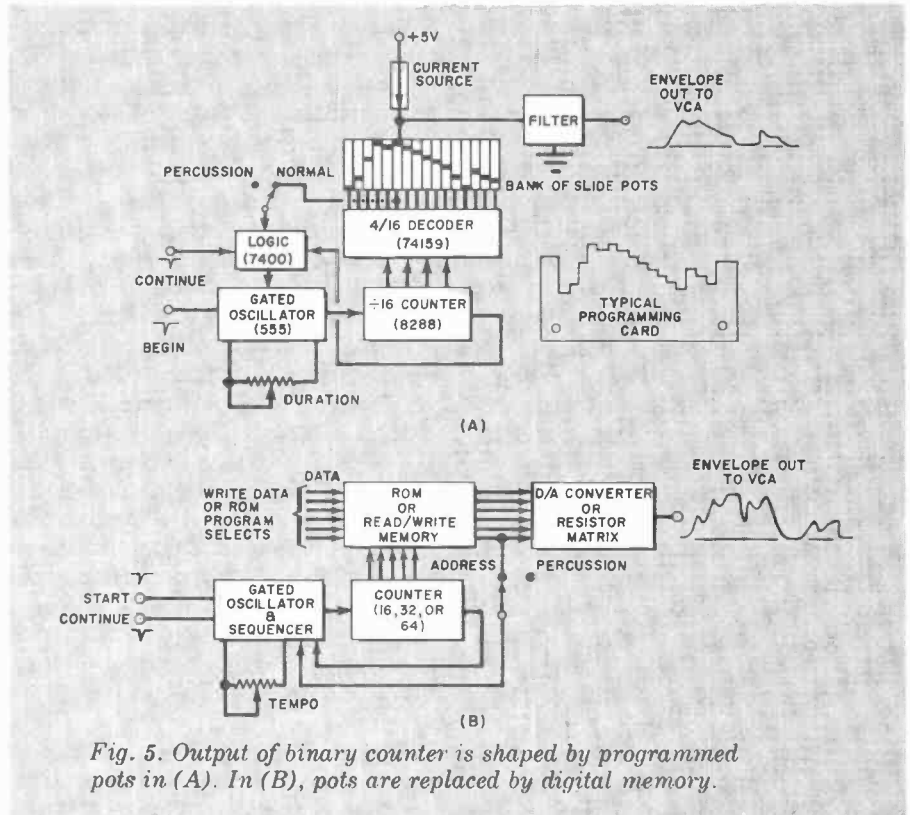 +5V
CURRENT
SOURCE
ENVELOPE
OUT TO
VCA
FILTER
PERCUSSION
NORMAL
BANK OF SLIDE POTS
LOGIC
(7400)
4/16 DECODER
(74159)
CONTINUE
GATED
OSCILLATOR
(555)
÷16 COUNTER
(8288)
TYPICAL
PROGRAMMING
CARD
BEGIN
DURATION
(A)
DATA
WRITE DATA
OR ROM
PROGRAM
SELECTS
ROM
OR
READ/WRITE
MEMORY
D/A CONVERTER
OR
RESISTOR
MATRIX
ENVELOPE OUT
TO VCA
ADDRESS
PERCUSSION
START
CONTINUE
GATED
OSCILLATOR
&
SEQUENCER
COUNTER
(16, 32, OR
64)
TEMPO
(B)
Fig. 5. Output of binary counter is shaped by programmed
pots in (A). In (B), pots are replaced by digital memory.